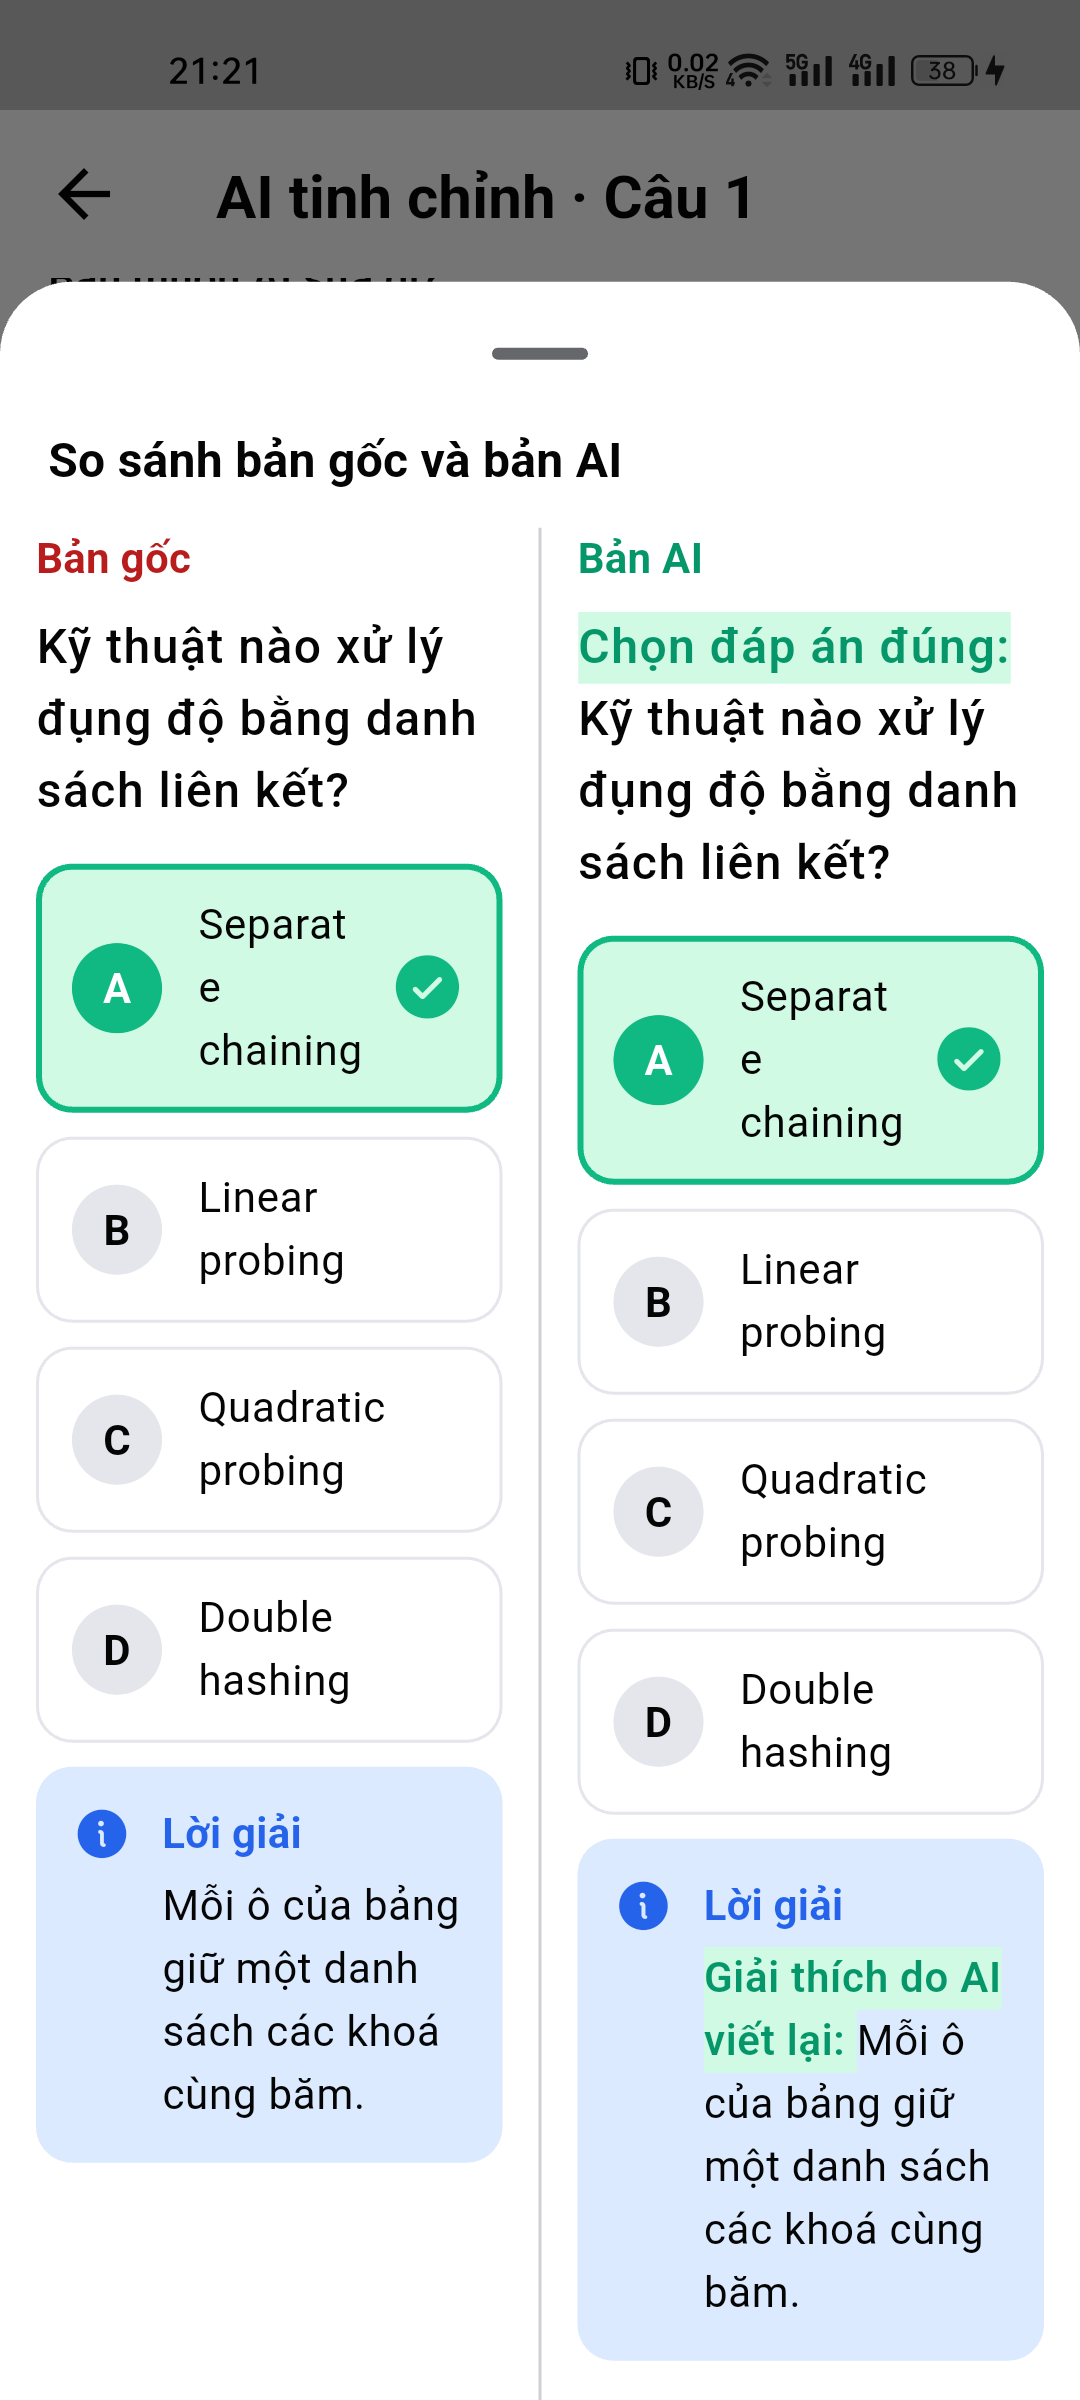 21:21
0.02
KB/S
4
5G
4G
38
AI tinh chỉnh · Câu 1
So sánh bản gốc và bản AI
Bản gốc
Kỹ thuật nào xử lý
đụng độ bằng danh
sách liên kết?
A
Separat
e
chaining
B
Linear
probing
C
Quadratic
probing
D
Double
hashing
Lời giải
Mỗi ô của bảng
giữ một danh
sách các khoá
cùng băm.
Bản AI
Chọn đáp án đúng:
Kỹ thuật nào xử lý
đụng độ bằng danh
sách liên kết?
A
Separat
e
chaining
B
Linear
probing
C
Quadratic
probing
D
Double
hashing
Lời giải
Giải thích do AI
viết lại: Mỗi ô
của bảng giữ
một danh sách
các khoá cùng
băm.